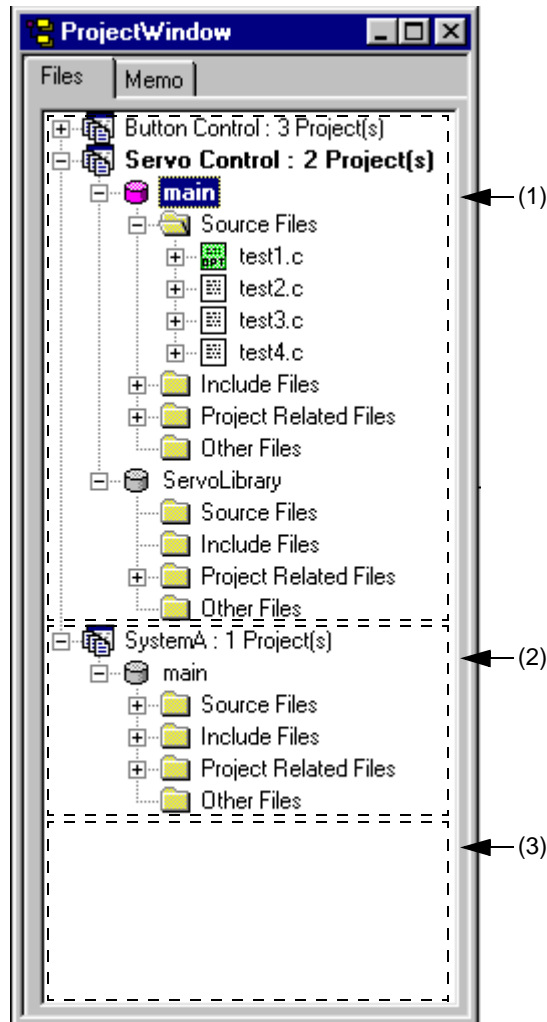 ProjectWindow
Files Memo
Button Control : 3 Project(s)
Servo Control : 2 Project(s)
main
(1)
Source Files
OPT test1.c
test2.c
test3.c
test4.c
Include Files
Project Related Files
Other Files
ServoLibrary
Source Files
Include Files
Project Related Files
Other Files
SystemA : 1 Project(s)
(2)
main
Source Files
Include Files
Project Related Files
Other Files
(3)